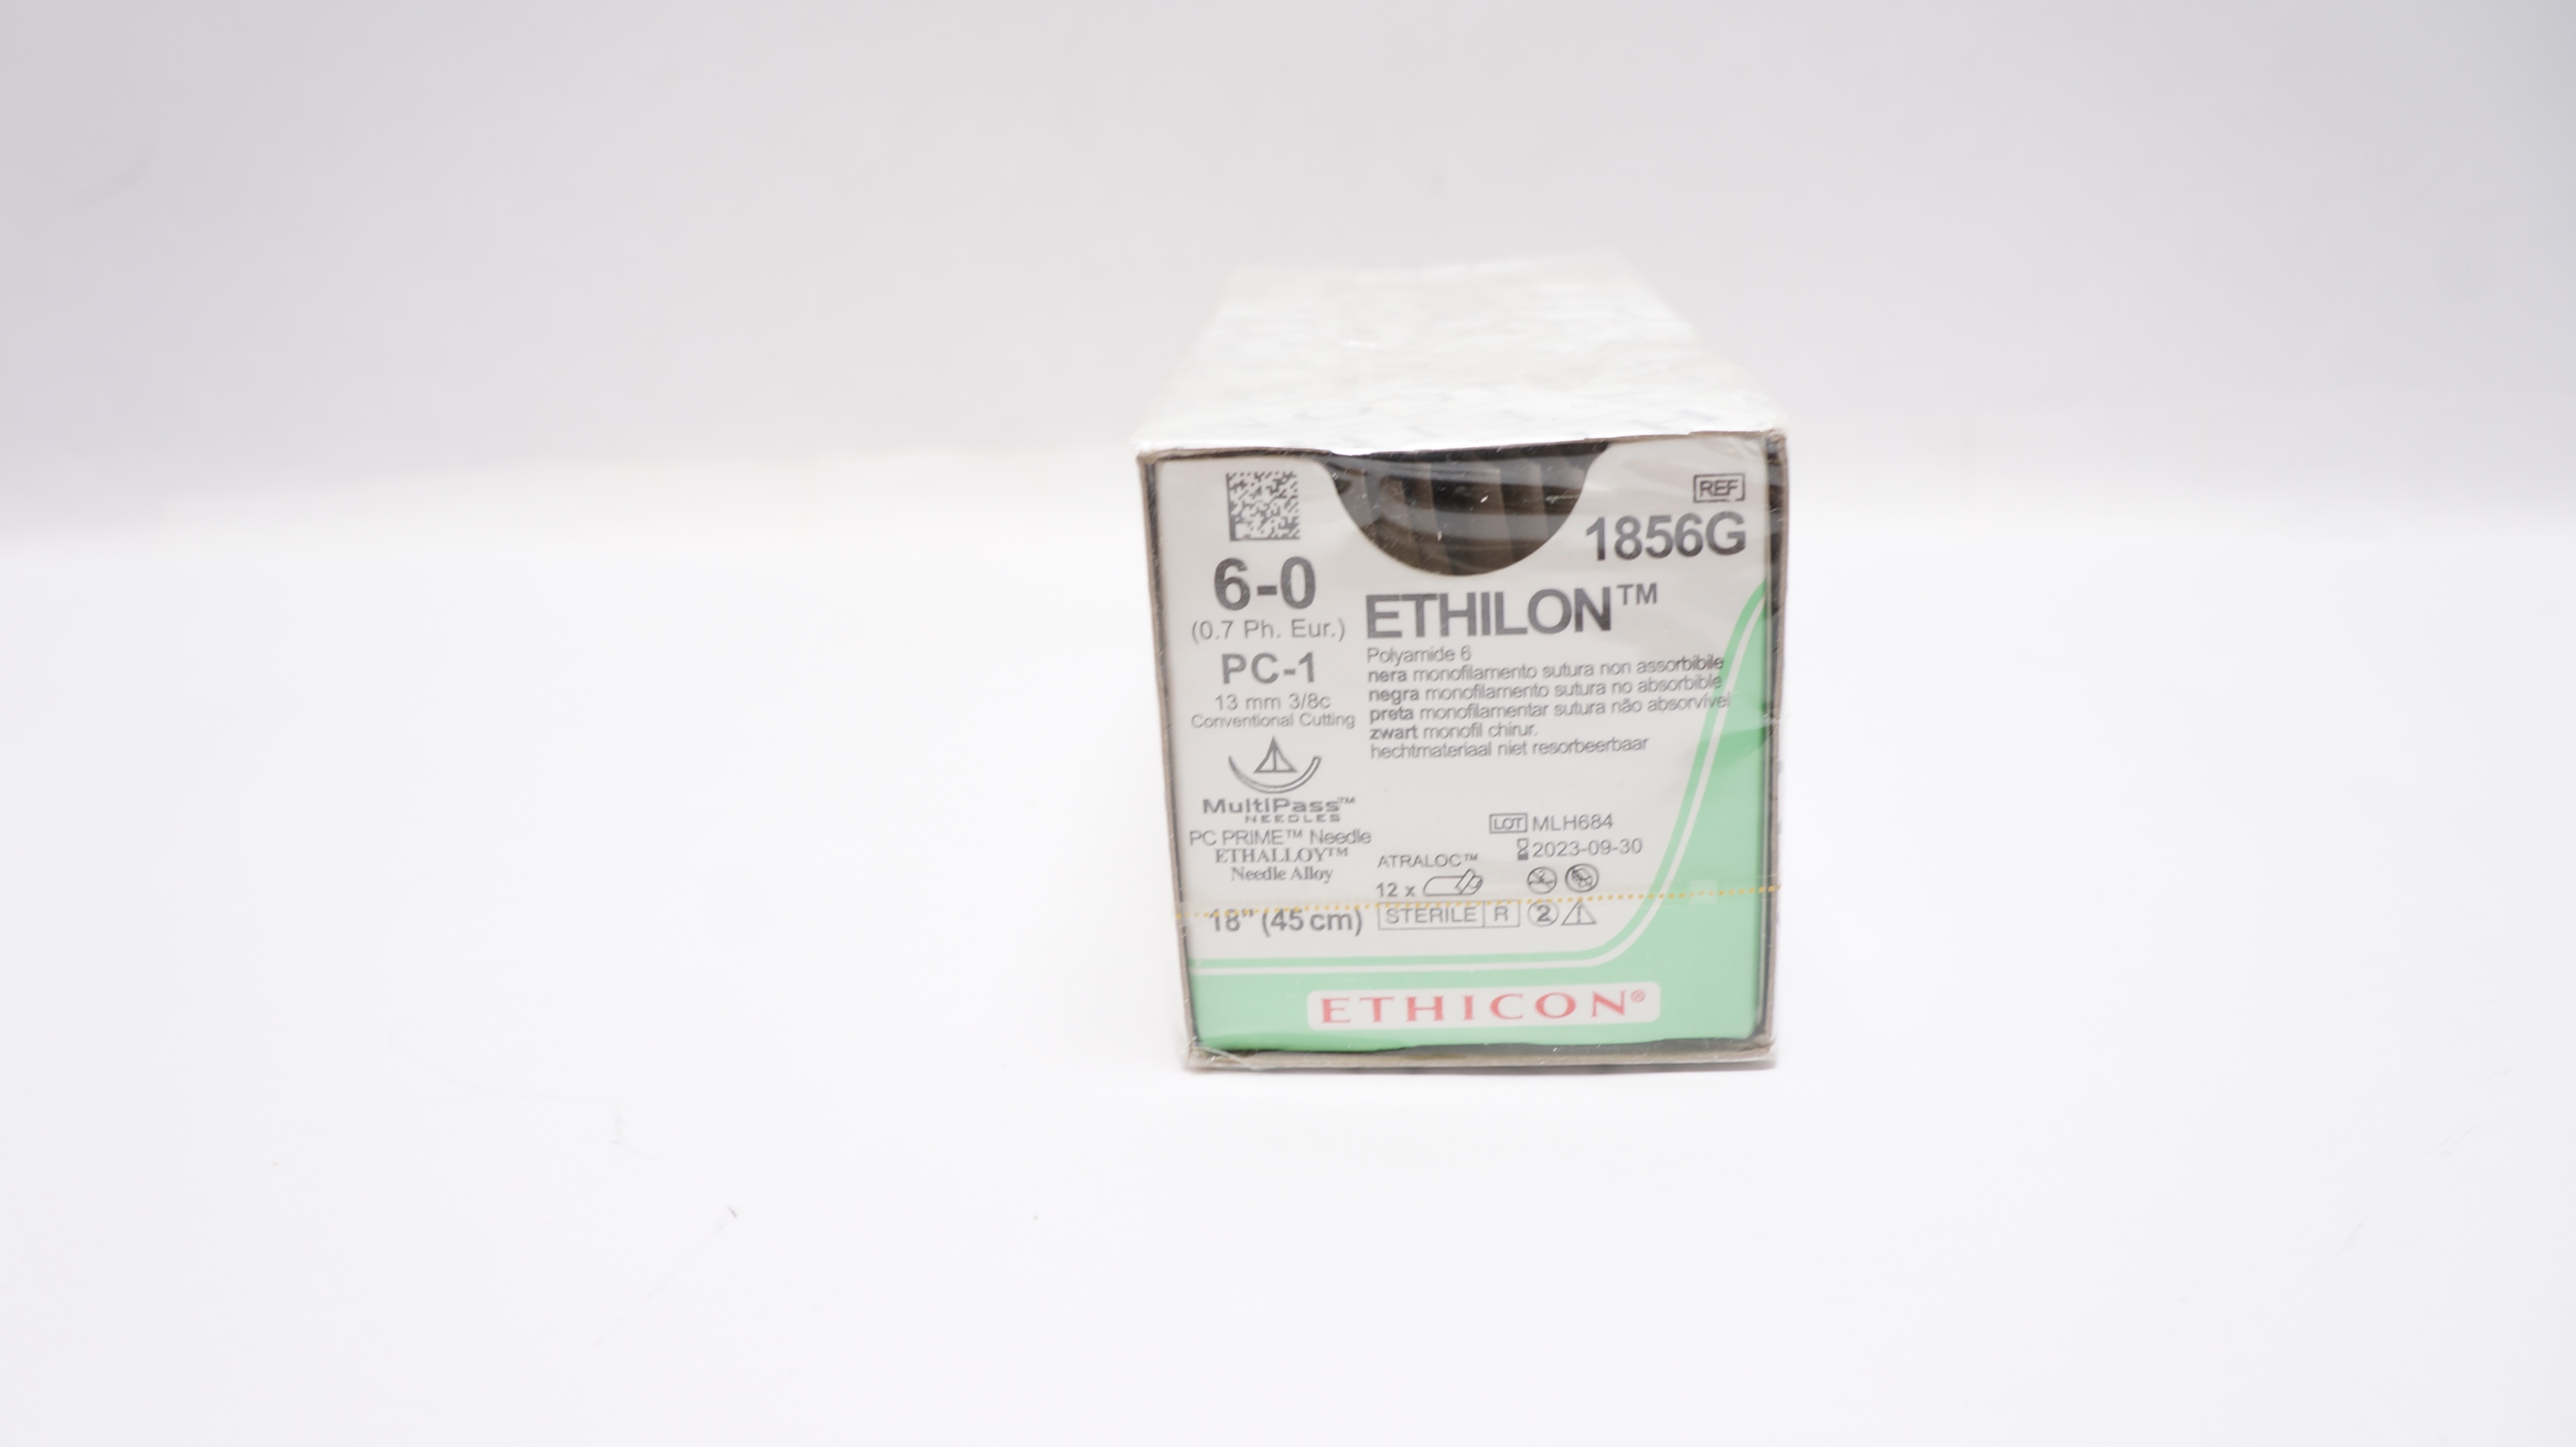 REF
1856G
6-0
(0.7 Ph. Eur.)
PC-1
13 mm 3/8c
Conventional Cutting
MultiPass™
NEEDLES
PC PRIME™ Needle
ETHALLOY™
Needle Alloy
18" (45 cm)
ETHILON™
Polyamide 6
nera monofilamento sutura non assorbibile
negra monofilamento sutura no absorbible
preta monofilamentar sutura não absorvível
zwart monofil chirur.
hechtmateriaal niet resorbeerbaar
LOT MLH684
2023-09-30
ATRALOC™
12 x
STERILE R 2
ETHICON®